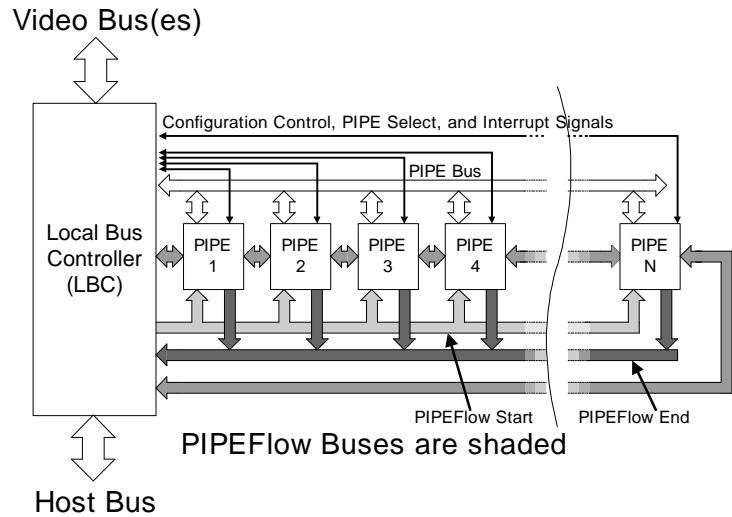 Video Bus(es)
Configuration Control, PIPE Select, and Interrupt Signals
PIPE Bus
Local Bus
Controller
(LBC)
PIPE
1
PIPE
2
PIPE
3
PIPE
4
PIPE
N
PIPEFlow Start
PIPEFlow End
PIPEFlow Buses are shaded
Host Bus